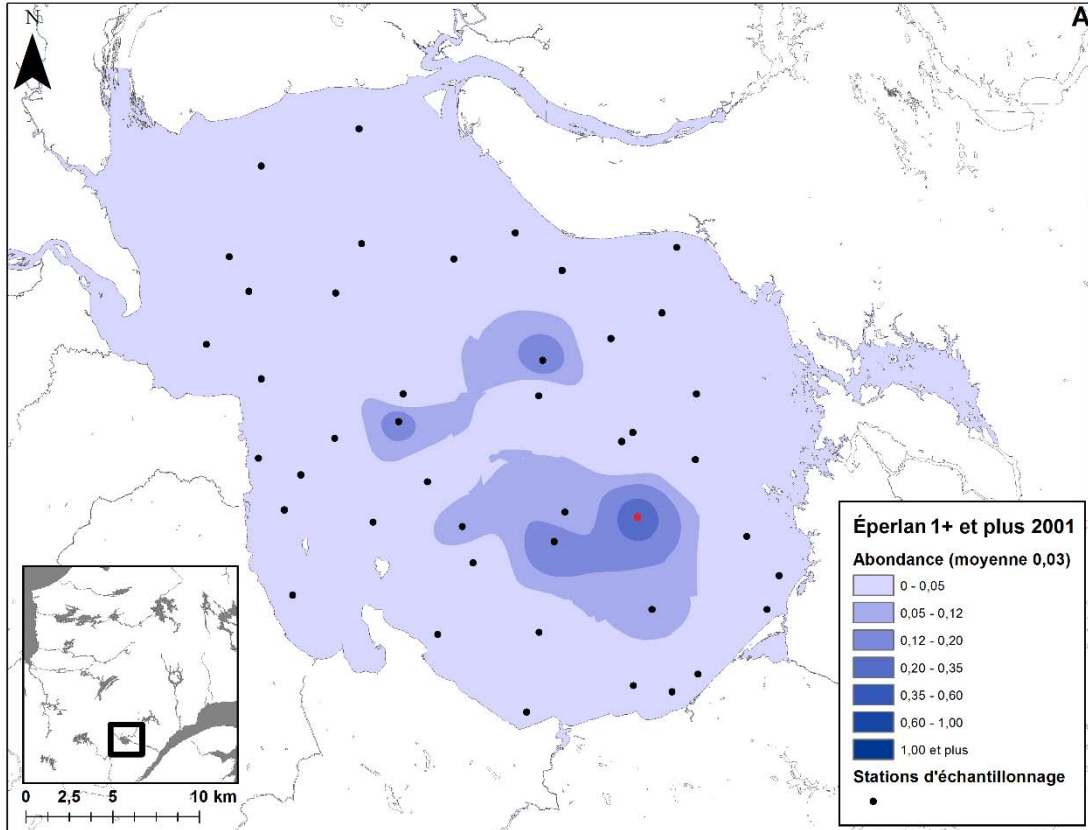 N
A
Éperlan 1+ et plus 2001
Abondance (moyenne 0,03)
0 - 0,05
0,05 - 0,12
0,12 - 0,20
0,20 - 0,35
0,35 - 0,60
0,60 - 1,00
1,00 et plus
Stations d'échantillonnage
0 2,5 5 10 km